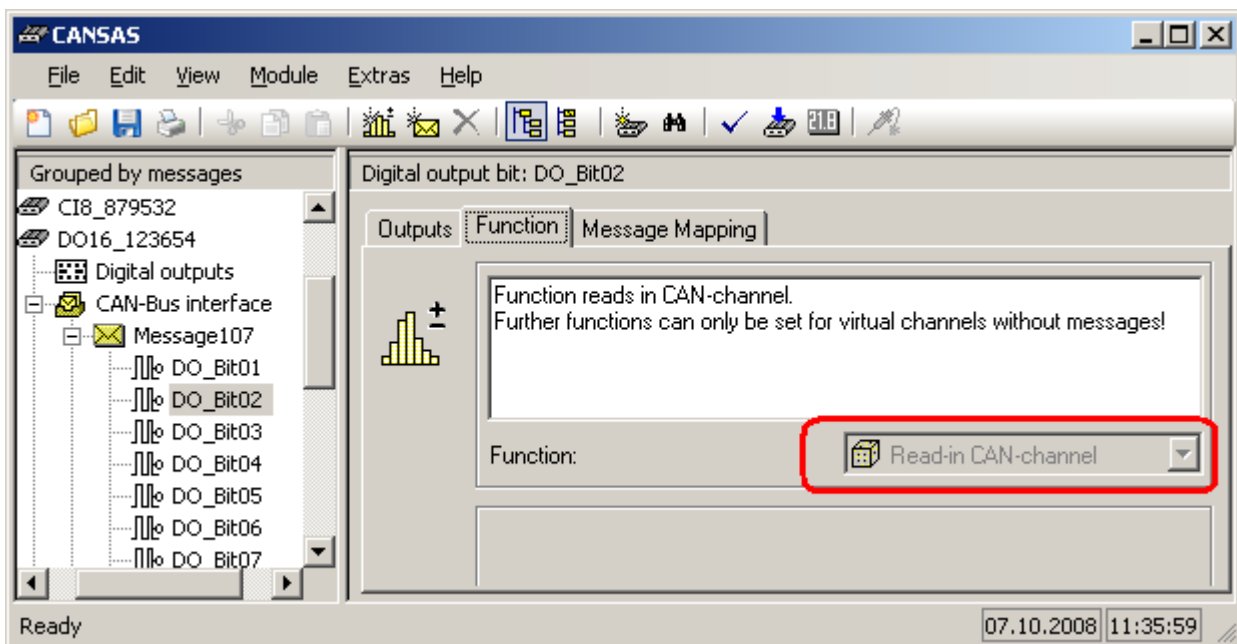 CANSAS
File Edit View Module Extras Help
21.8
Grouped by messages
CI8_879532
DO16_123654
Digital outputs
CAN-Bus interface
Message107
DO_Bit01
DO_Bit02
DO_Bit03
DO_Bit04
DO_Bit05
DO_Bit06
DO_Bit07
Digital output bit: DO_Bit02
Outputs Function Message Mapping
Function reads in CAN-channel.
Further functions can only be set for virtual channels without messages!
Function: Read-in CAN-channel
Ready 07.10.2008 11:35:59